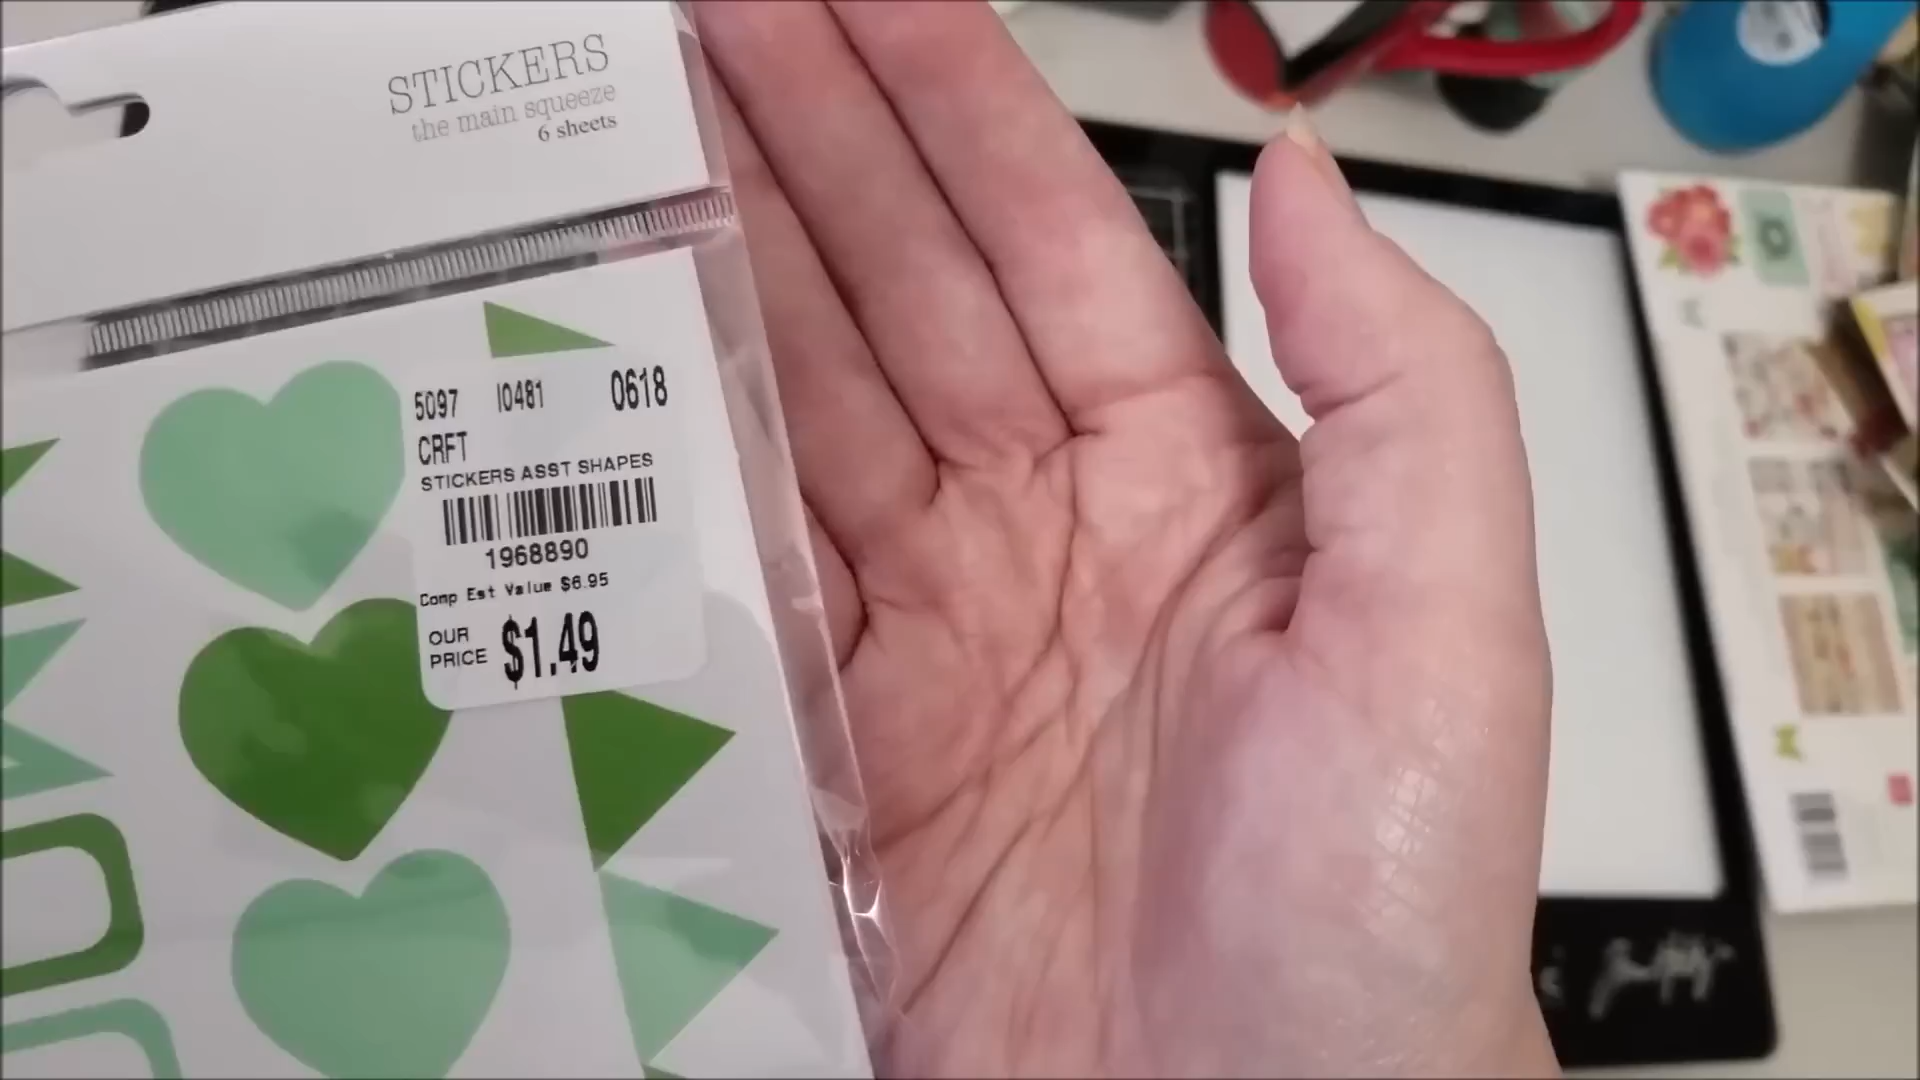 STICKERS
the main squeeze
6 sheets
5097 I0481 0618
CRFT
STICKERS ASST SHAPES
1968890
Comp Est Value $6.95
OUR PRICE $1.49